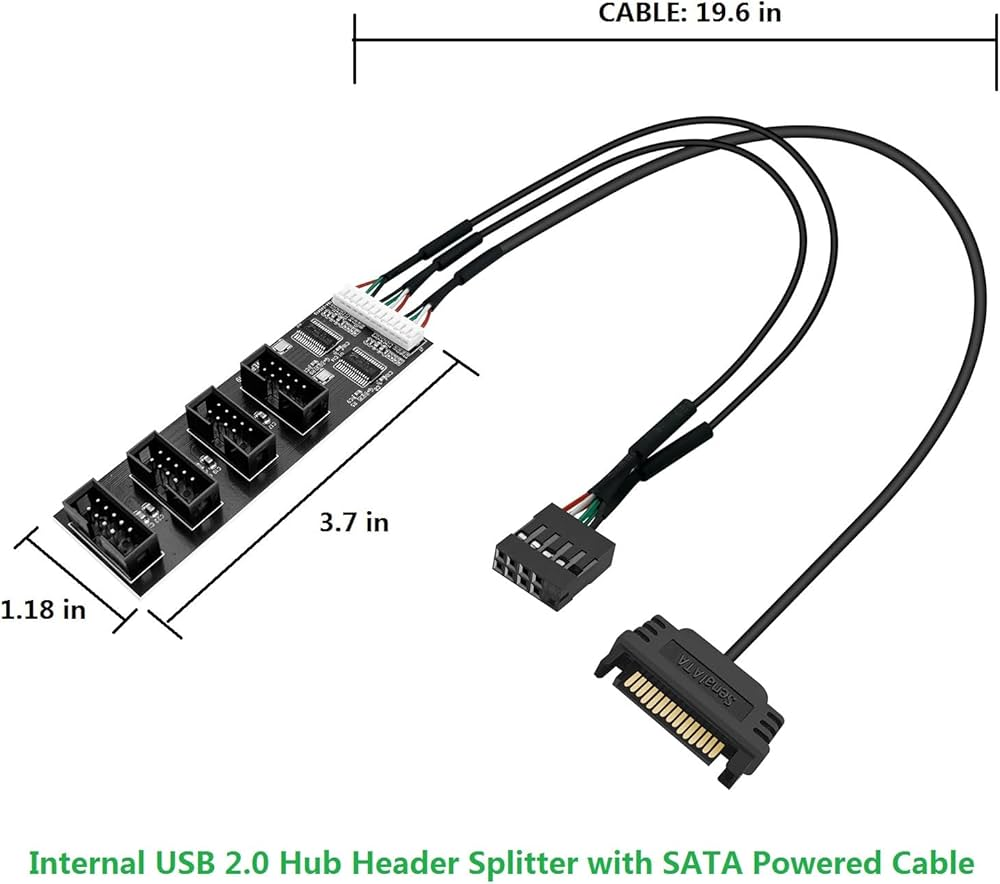 CABLE: 19.6 in
3.7 in
1.18 in
SerialATA
Internal USB 2.0 Hub Header Splitter with SATA Powered Cable